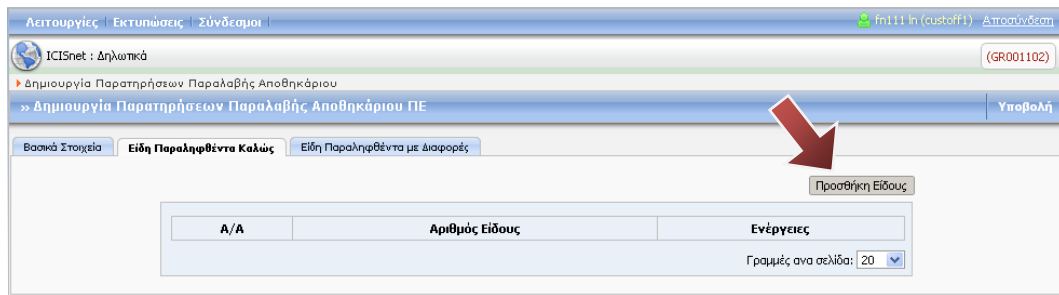 Λειτουργίες | Εκτυπώσεις | Σύνδεσμοι | fn111 ln (custoff1) Αποσύνδεση
ICISnet : Δηλωτικά (GR001102)
Δημιουργία Παρατηρήσεων Παραλαβής Αποθηκάριου
» Δημιουργία Παρατηρήσεων Παραλαβής Αποθηκάριου ΠΕ Υποβολή
Βασικά Στοιχεία Είδη Παραληφθέντα Καλώς Είδη Παραληφθέντα με Διαφορές
Προσθήκη Είδους
Α/Α Αριθμός Είδους Ενέργειες
Γραμμές ανα σελίδα: 20